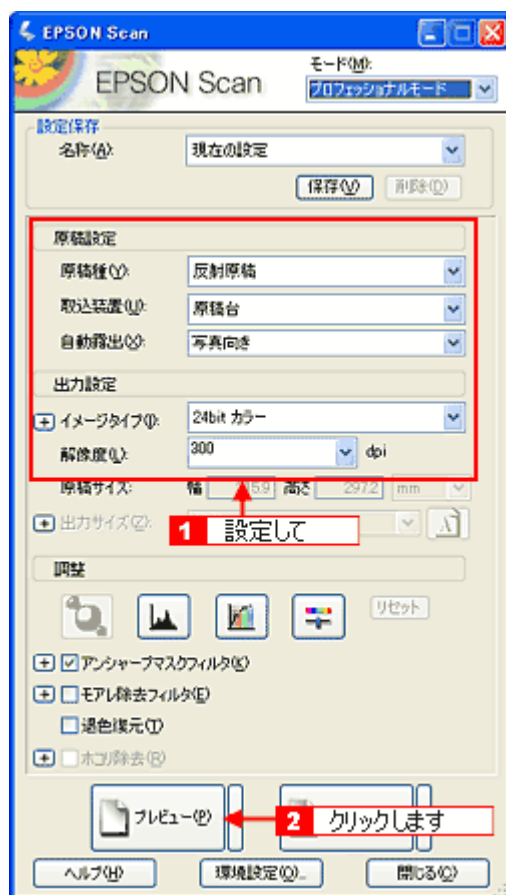 EPSON Scan
EPSON Scan
モード(M):
プロフェッショナルモード
設定保存
名称(A):
現在の設定
保存(V)
削除(D)
原稿設定
原稿種(Y):
反射原稿
取込装置(U):
原稿台
自動露出(X):
写真向き
出力設定
イメージタイプ(I):
24bit カラー
解像度(L):
300
dpi
原稿サイズ:
幅
高さ
297.2
mm
出力サイズ(Z):
1 設定して
調整
リセット
アンシャープマスクフィルタ(K)
モアレ除去フィルタ(E)
退色復元(T)
ホコリ除去(R)
プレビュー(P)
2 クリックします
ヘルプ(H)
環境設定(O)...
閉じる(C)